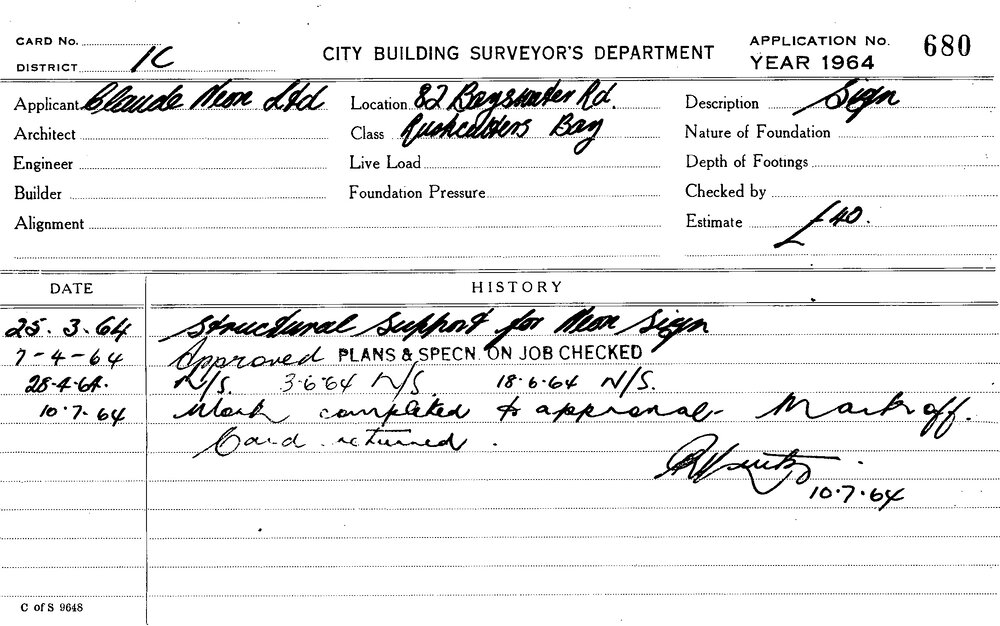 CARD No.
DISTRICT 1C
CITY BUILDING SURVEYOR'S DEPARTMENT
APPLICATION No. 680
YEAR 1964
Applicant Claude Neon Ltd
Location 82 Bayswater Rd.
Description Sign
Architect
Class Rushcutters Bay
Nature of Foundation
Engineer
Live Load
Depth of Footings
Builder
Foundation Pressure
Checked by
Alignment
Estimate £40.
DATE
HISTORY
25.3.64 Structural Support for Neon Sign
7-4-64 Approved PLANS & SPECN. ON JOB CHECKED
28.4.64. N/S. 3.6.64 N/S. 18.6.64 N/S.
10.7.64 Work completed to approval - Mark off.
Card returned.
10.7.64
C of S 9648